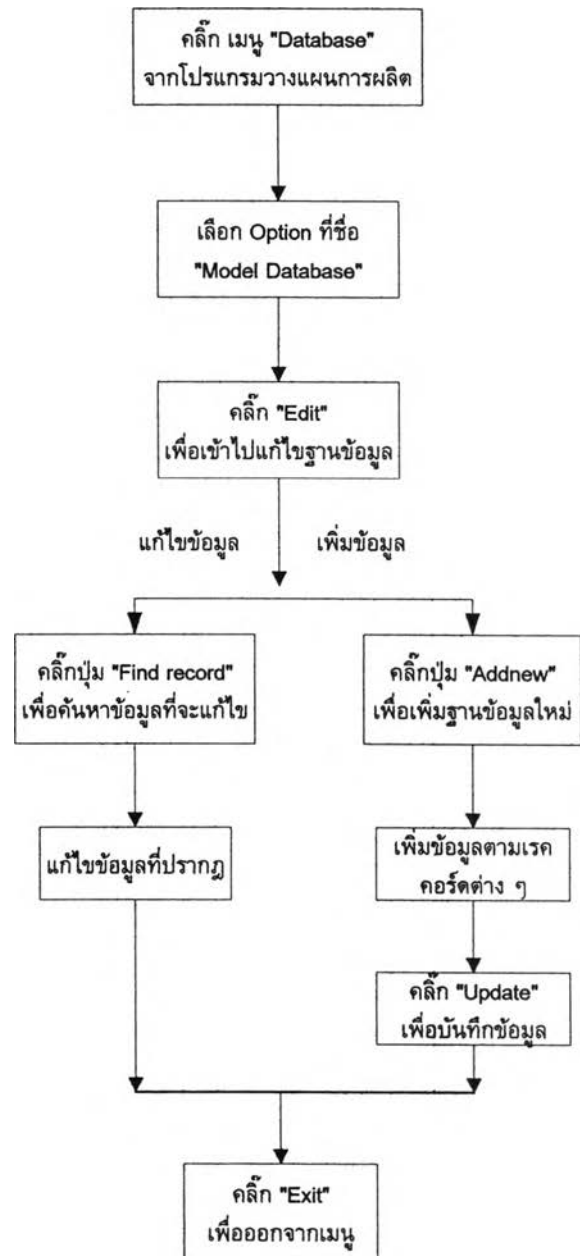 คลิ๊ก เมนู "Database"
จากโปรแกรมวางแผนการผลิต
เลือก Option ที่ชื่อ
"Model Database"
คลิ๊ก "Edit"
เพื่อเข้าไปแก้ไขฐานข้อมูล
แก้ไขข้อมูล
เพิ่มข้อมูล
คลิ๊กปุ่ม "Find record"
เพื่อค้นหาข้อมูลที่จะแก้ไข
คลิ๊กปุ่ม "Addnew"
เพื่อเพิ่มฐานข้อมูลใหม่
แก้ไขข้อมูลที่ปรากฎ
เพิ่มข้อมูลตามเรค
คอร์ดต่าง ๆ
คลิ๊ก "Update"
เพื่อบันทึกข้อมูล
คลิ๊ก "Exit"
เพื่อออกจากเมนู